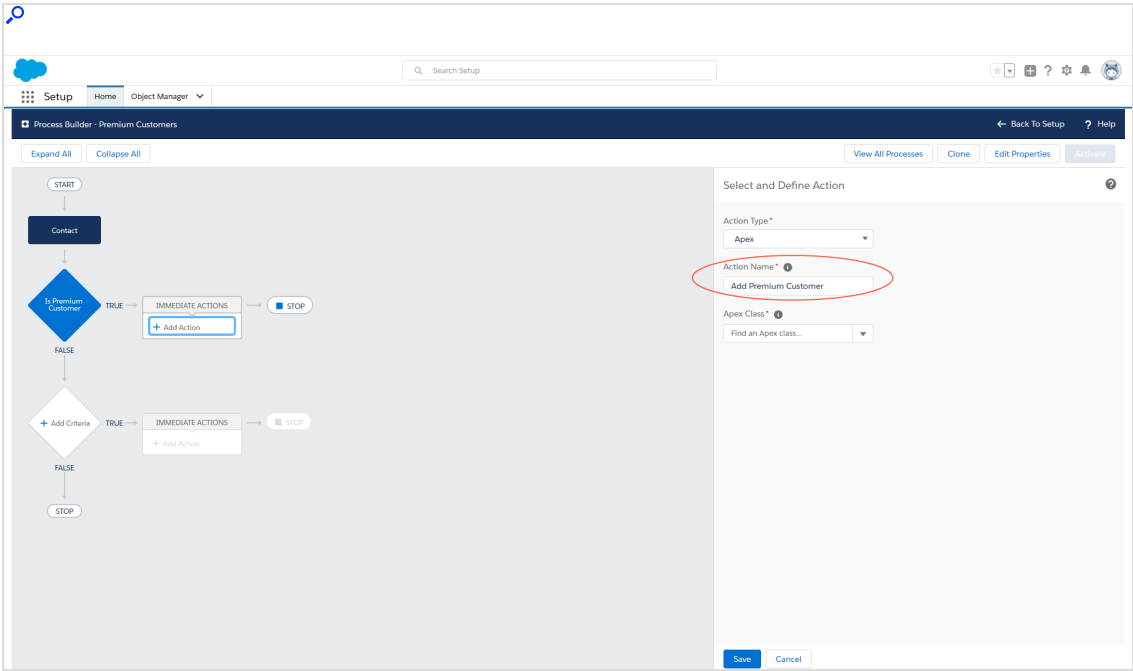 Search Setup
Setup Home Object Manager
Process Builder - Premium Customers Back To Setup ? Help
Expand All Collapse All View All Processes Clone Edit Properties Activate
START
Contact
Is Premium
Customer
TRUE
IMMEDIATE ACTIONS
STOP
+ Add Action
FALSE
+ Add Criteria
TRUE
IMMEDIATE ACTIONS
STOP
+ Add Action
FALSE
STOP
Select and Define Action
Action Type*
Apex
Action Name*
Add Premium Customer
Apex Class*
Find an Apex class...
Save Cancel